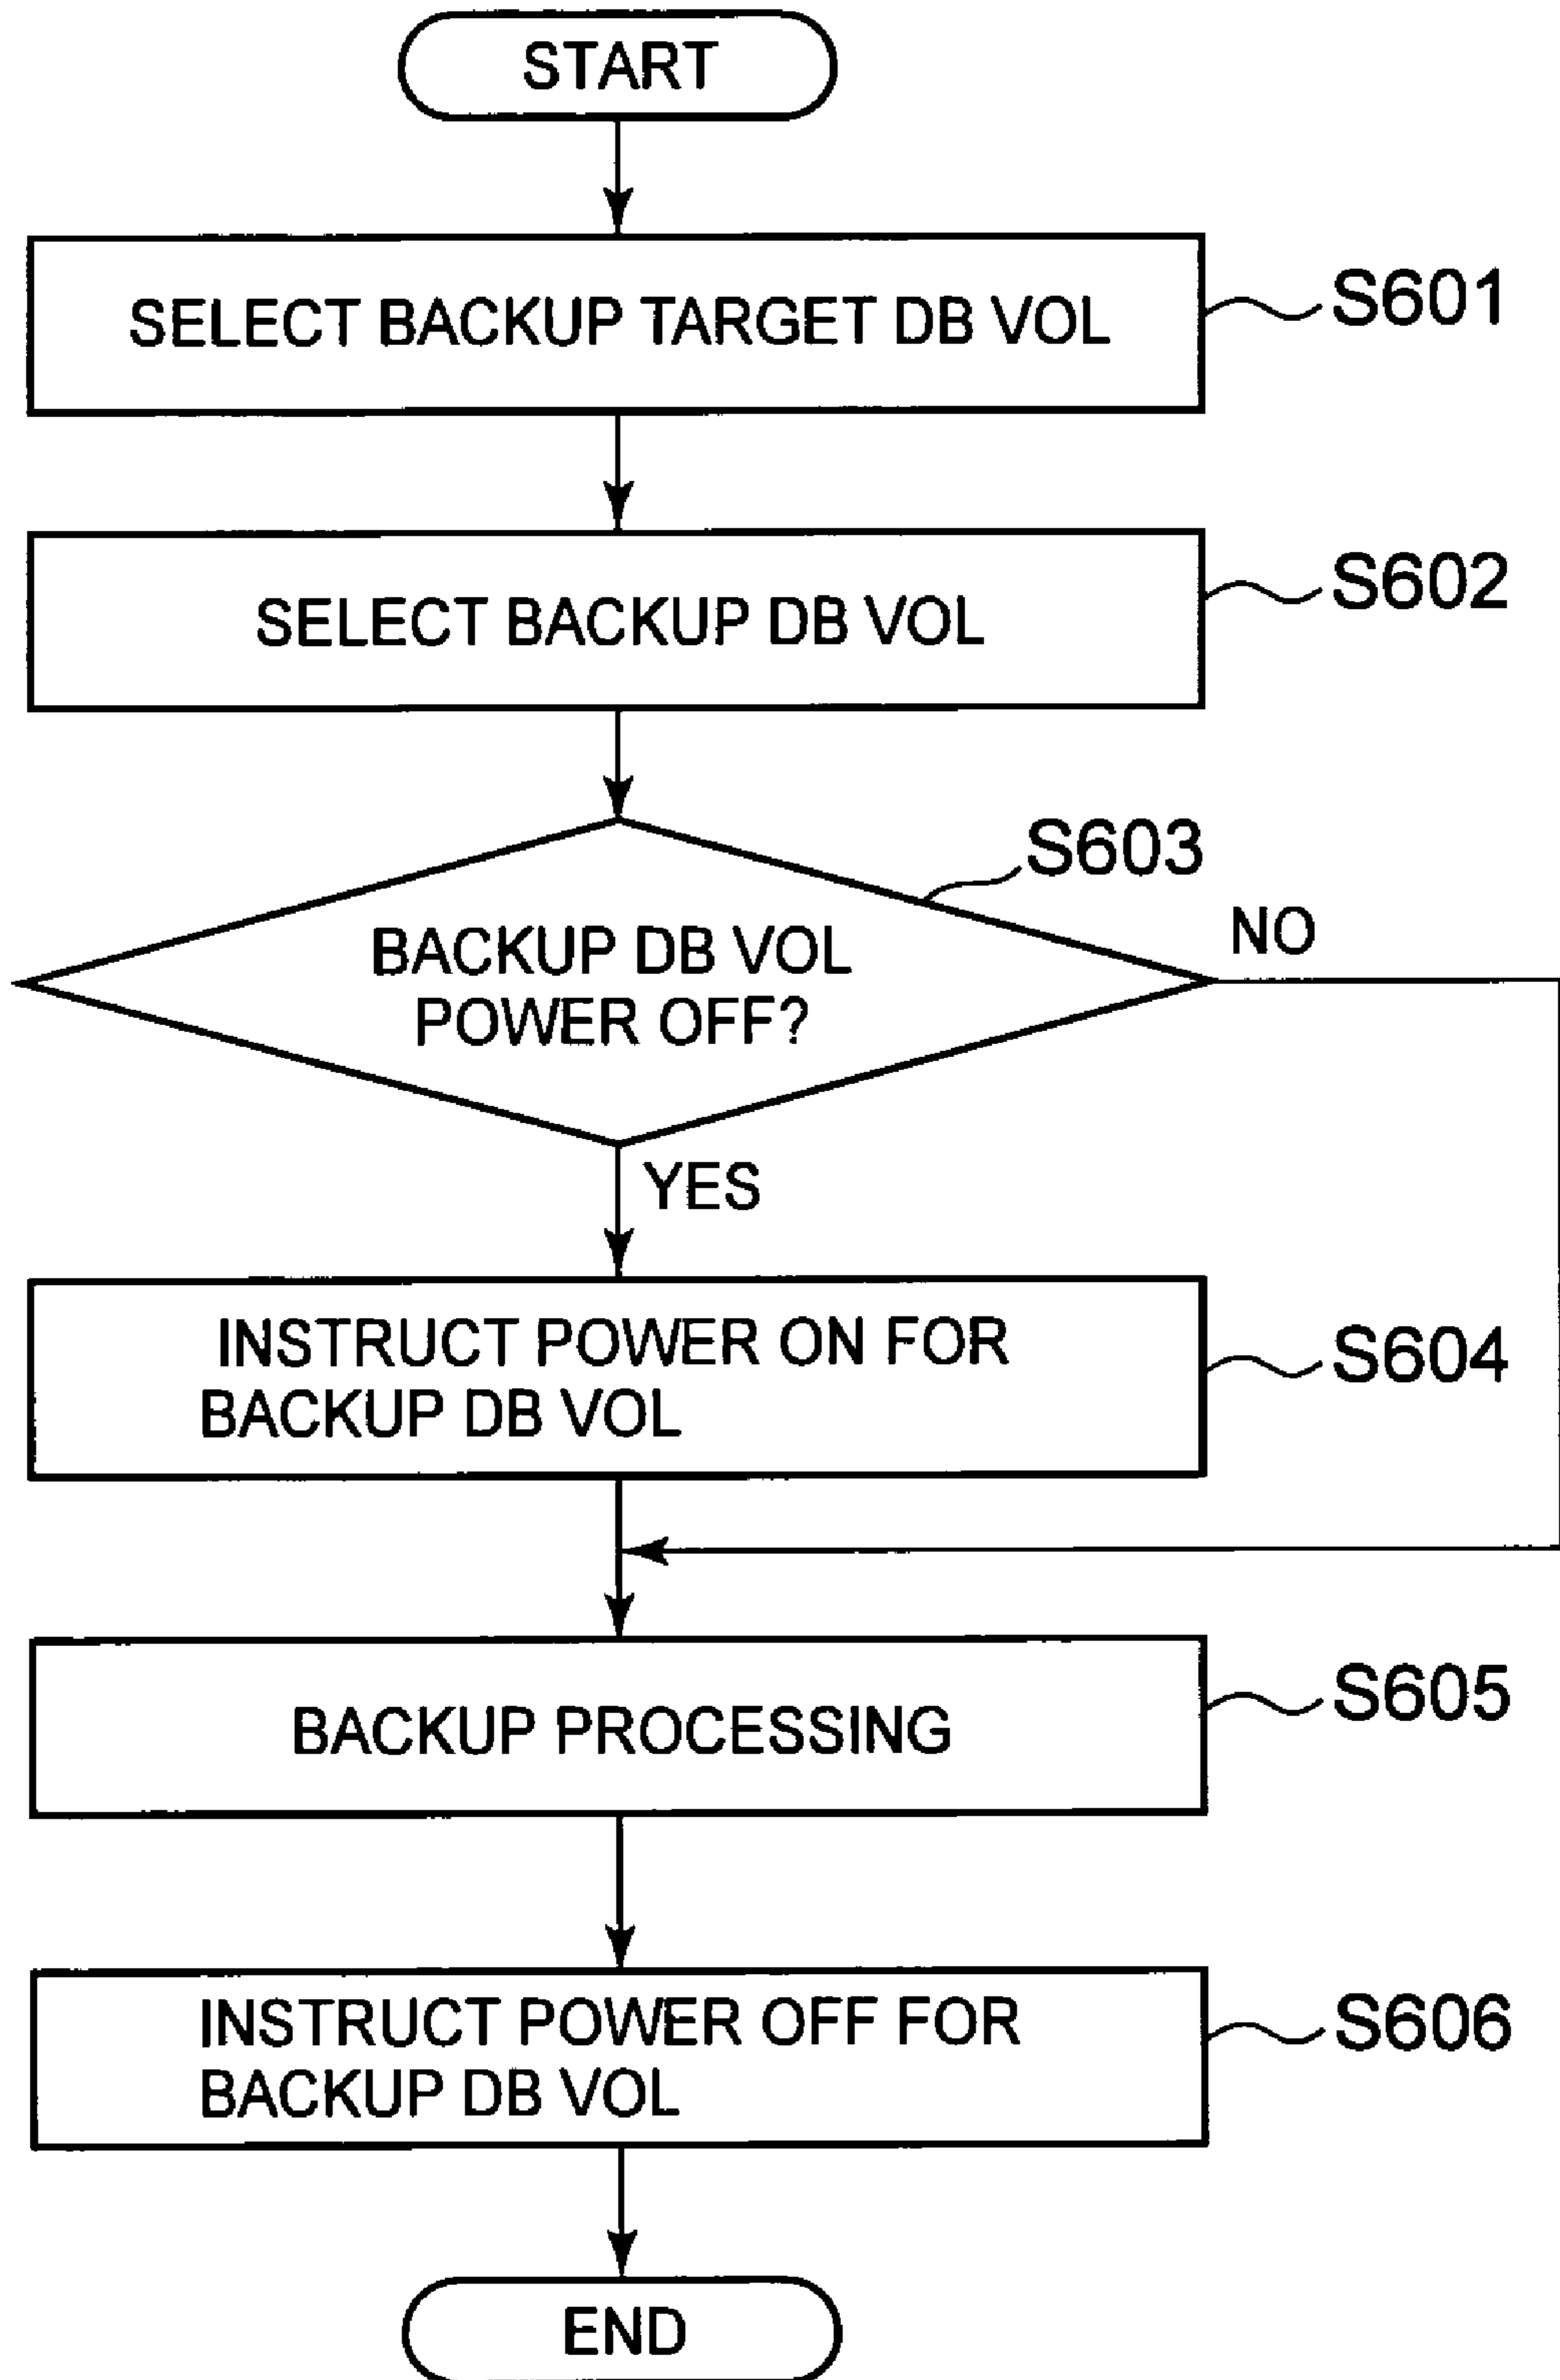 START
SELECT BACKUP TARGET DB VOL
S601
SELECT BACKUP DB VOL
S602
S603
BACKUP DB VOL
POWER OFF?
NO
YES
INSTRUCT POWER ON FOR
BACKUP DB VOL
S604
BACKUP PROCESSING
S605
INSTRUCT POWER OFF FOR
BACKUP DB VOL
S606
END